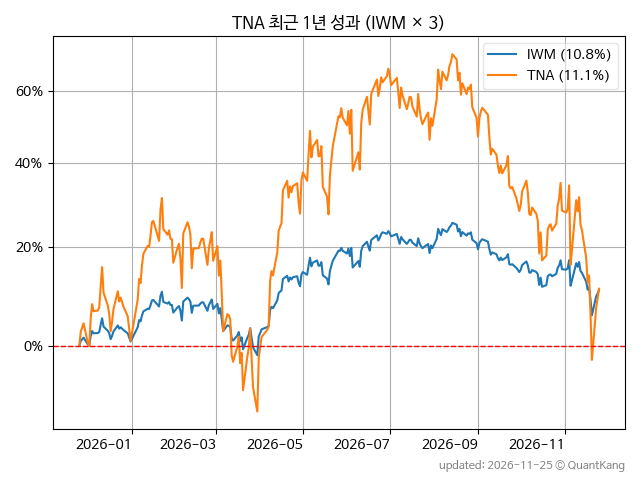 TNA 최근 1년 성과 (IWM × 3)
IWM (10.8%)
TNA (11.1%)
60%
40%
20%
0%
2026-01
2026-03
2026-05
2026-07
2026-09
2026-11
updated: 2026-11-25 © QuantKang